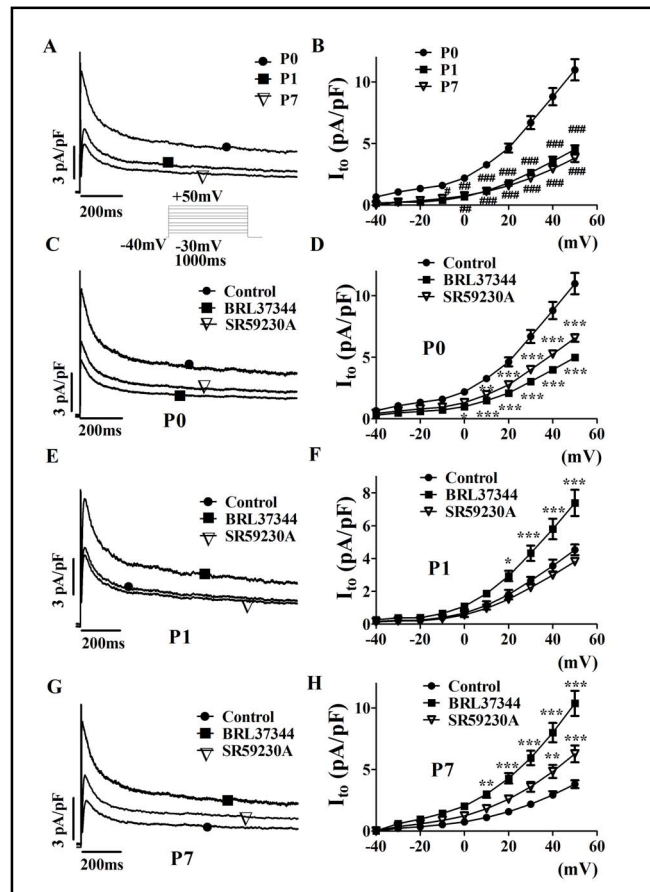 A
P0
P1
P7
3 pA/pF
200ms
+50mV
-40mV
-30mV
1000ms
B
P0
P1
P7
Ito (pA/pF)
10
5
0
-40 -20 0 20 40 60
(mV)
# ## ### ### ### ### ###
## ### ### ### ### ###
C
Control
BRL37344
SR59230A
3 pA/pF
200ms
P0
D
Control
BRL37344
SR59230A
P0
Ito (pA/pF)
10
5
0
-40 -20 0 20 40 60
(mV)
** *** *** *** ***
* *** *** *** *** ***
E
Control
BRL37344
SR59230A
3 pA/pF
200ms
P1
F
Control
BRL37344
SR59230A
P1
Ito (pA/pF)
8
6
4
2
0
-40 -20 0 20 40 60
(mV)
* *** *** ***
G
Control
BRL37344
SR59230A
3 pA/pF
200ms
P7
H
Control
BRL37344
SR59230A
P7
Ito (pA/pF)
10
5
0
-40 -20 0 20 40 60
(mV)
** *** *** *** ***
** ***